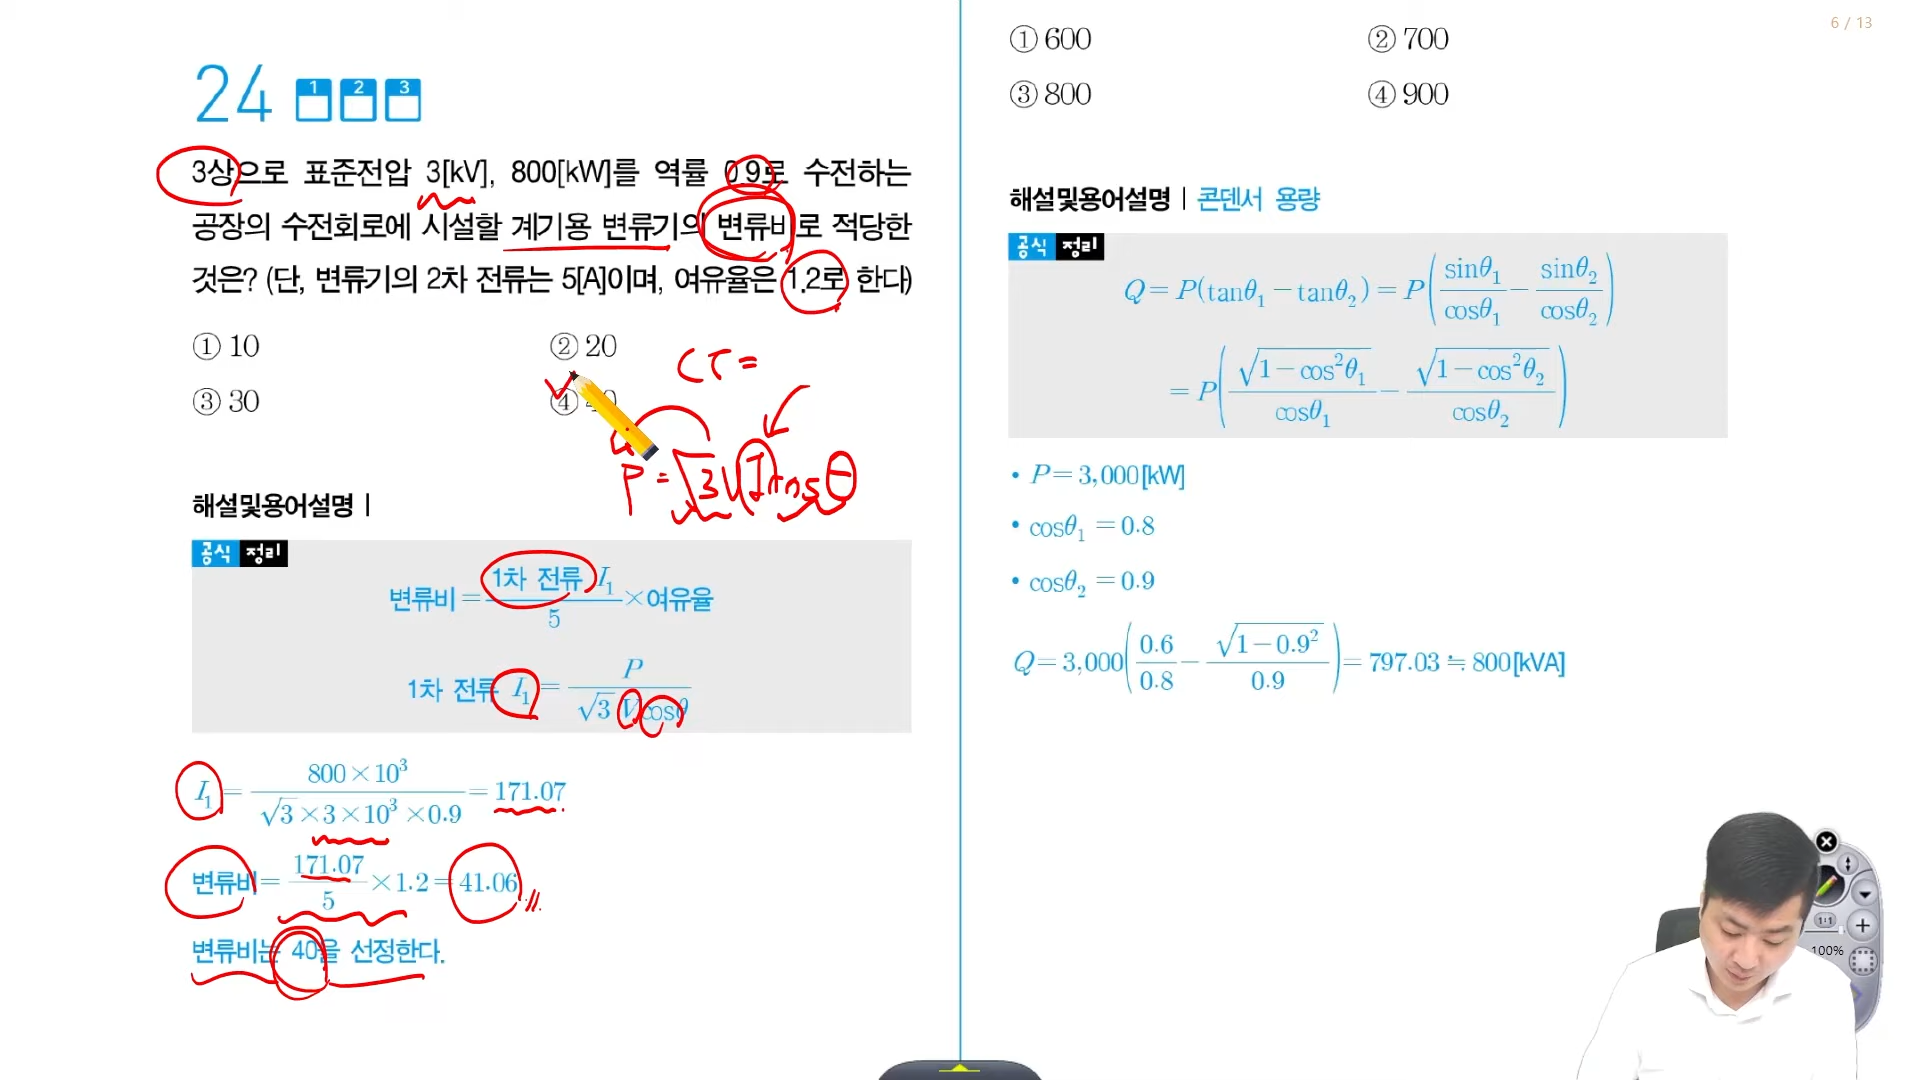 6 / 13
24 1 2 3
3상으로 표준전압 3[kV], 800[kW]를 역률 0.9로 수전하는
공장의 수전회로에 시설할 계기용 변류기의 변류비로 적당한
것은? (단, 변류기의 2차 전류는 5[A]이며, 여유율은 1.2로 한다)
① 10 ② 20
③ 30 ④ 40
CT=
P=√3VIcosθ
해설및용어설명 |
공식 정리
변류비 = 1차 전류 I₁ / 5 × 여유율
1차 전류 I₁ = P / √3 Vcosθ
I₁ = 800×10³ / √3×3×10³×0.9 = 171.07
변류비 = 171.07 / 5 ×1.2 = 41.06
변류비는 40을 선정한다.
① 600 ② 700
③ 800 ④ 900
해설및용어설명 | 콘덴서 용량
공식 정리
Q = P(tanθ₁ − tanθ₂) = P(sinθ₁/cosθ₁ − sinθ₂/cosθ₂)
= P(√1−cos²θ₁ / cosθ₁ − √1−cos²θ₂ / cosθ₂)
• P = 3,000[kW]
• cosθ₁ = 0.8
• cosθ₂ = 0.9
Q = 3,000(0.6/0.8 − √1−0.9² / 0.9) = 797.03 ≒ 800[kVA]
1:1
100%